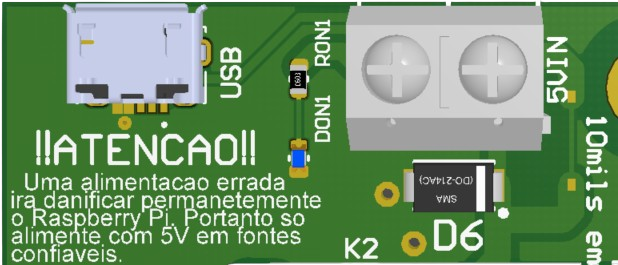 USB
RON1
1001
DON1
5VIN
!!ATENCAO!!
Uma alimentacao errada
ira danificar permanetemente
o Raspberry Pi. Portanto so
alimente com 5V em fontes
confiaveis.
SMA
(DO-214AC)
D6
K2
10mils em